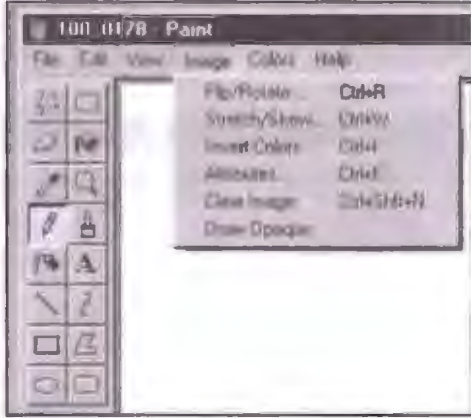 100_0178 - Paint
File Edit View Image Colors Help
Flip/Rotate... Ctrl+R
Stretch/Skew... Ctrl+W
Invert Colors Ctrl+I
Attributes... Ctrl+E
Clear Image Ctrl+Shft+N
Draw Opaque
A